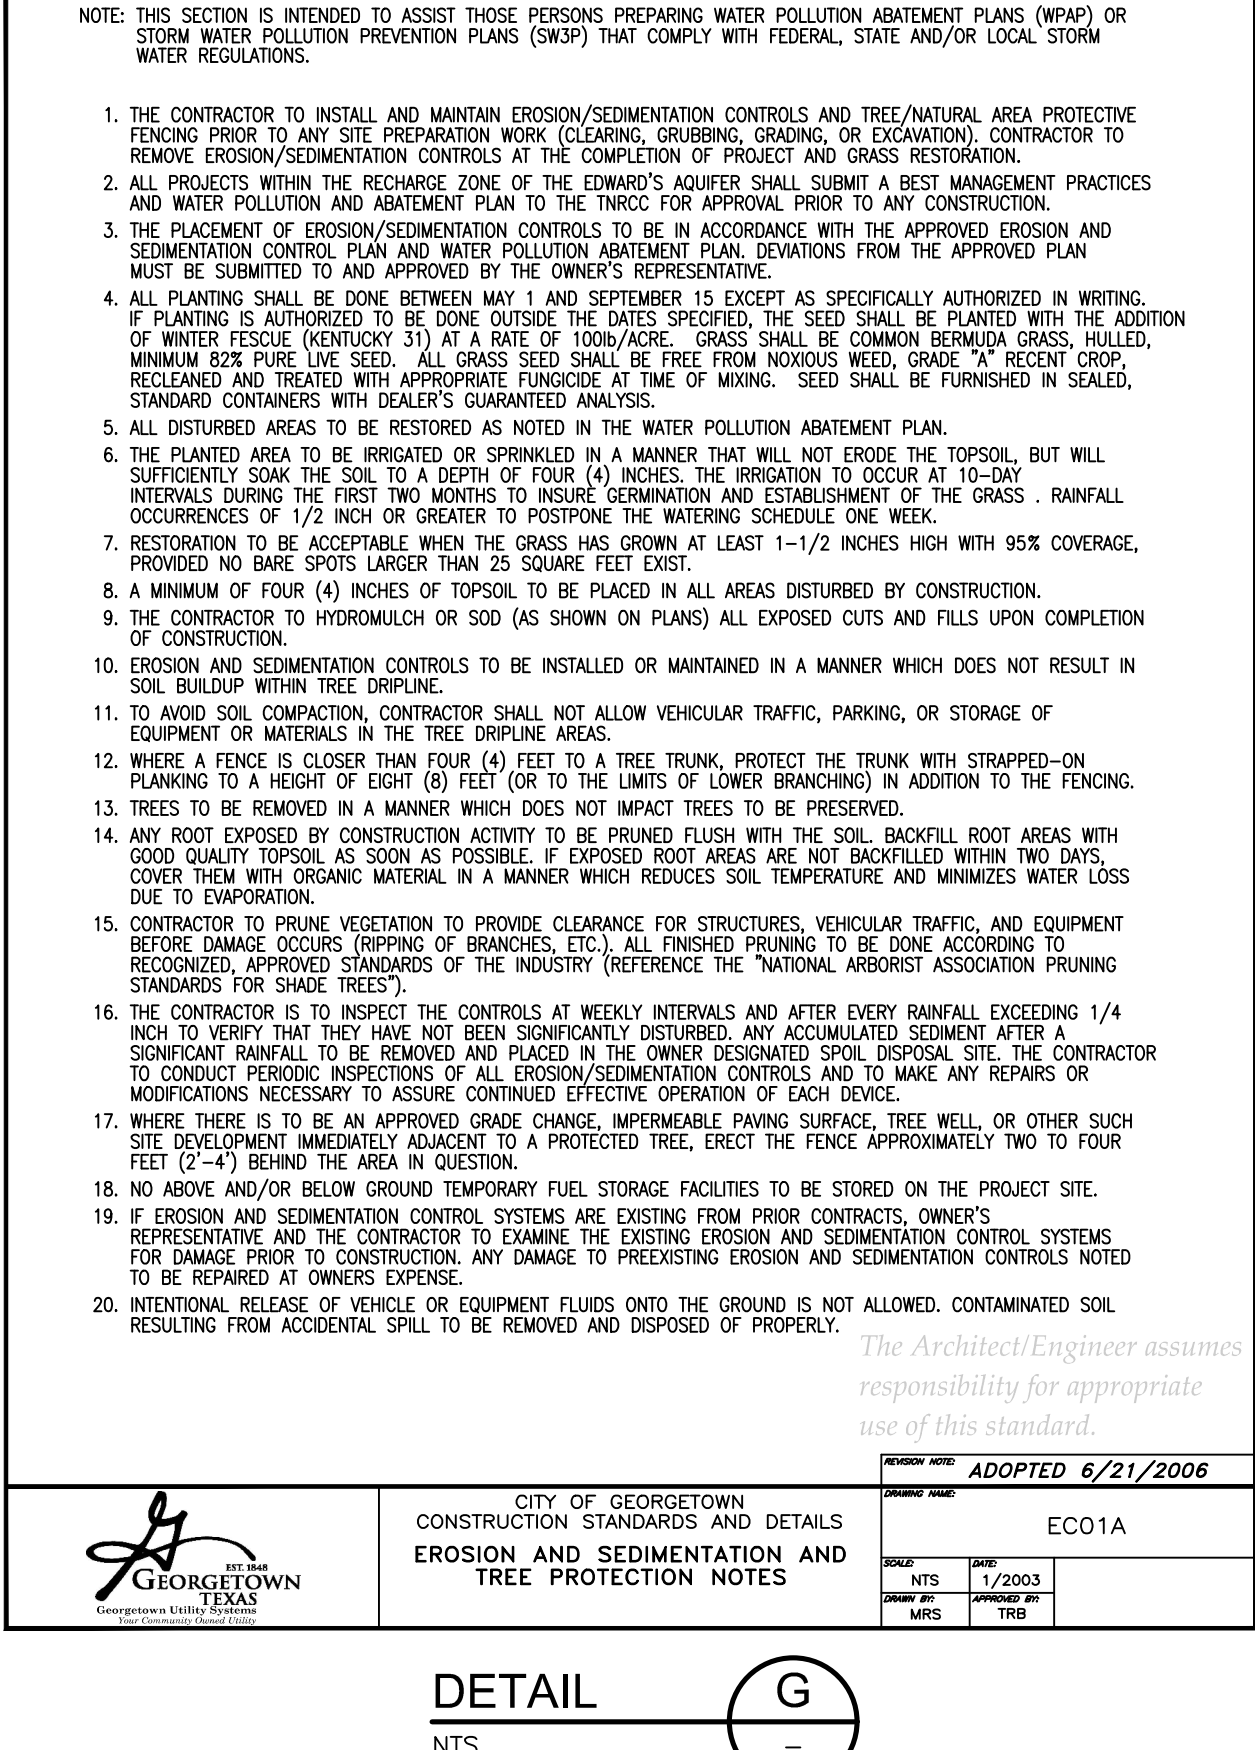 NOTE: THIS SECTION IS INTENDED TO ASSIST THOSE PERSONS PREPARING WATER POLLUTION ABATEMENT PLANS (WPAP) OR
STORM WATER POLLUTION PREVENTION PLANS (SW3P) THAT COMPLY WITH FEDERAL, STATE AND/OR LOCAL STORM
WATER REGULATIONS.
1. THE CONTRACTOR TO INSTALL AND MAINTAIN EROSION/SEDIMENTATION CONTROLS AND TREE/NATURAL AREA PROTECTIVE
FENCING PRIOR TO ANY SITE PREPARATION WORK (CLEARING, GRUBBING, GRADING, OR EXCAVATION). CONTRACTOR TO
REMOVE EROSION/SEDIMENTATION CONTROLS AT THE COMPLETION OF PROJECT AND GRASS RESTORATION.
2. ALL PROJECTS WITHIN THE RECHARGE ZONE OF THE EDWARD'S AQUIFER SHALL SUBMIT A BEST MANAGEMENT PRACTICES
AND WATER POLLUTION AND ABATEMENT PLAN TO THE TNRCC FOR APPROVAL PRIOR TO ANY CONSTRUCTION.
3. THE PLACEMENT OF EROSION/SEDIMENTATION CONTROLS TO BE IN ACCORDANCE WITH THE APPROVED EROSION AND
SEDIMENTATION CONTROL PLAN AND WATER POLLUTION ABATEMENT PLAN. DEVIATIONS FROM THE APPROVED PLAN
MUST BE SUBMITTED TO AND APPROVED BY THE OWNER'S REPRESENTATIVE.
4. ALL PLANTING SHALL BE DONE BETWEEN MAY 1 AND SEPTEMBER 15 EXCEPT AS SPECIFICALLY AUTHORIZED IN WRITING.
IF PLANTING IS AUTHORIZED TO BE DONE OUTSIDE THE DATES SPECIFIED, THE SEED SHALL BE PLANTED WITH THE ADDITION
OF WINTER FESCUE (KENTUCKY 31) AT A RATE OF 100lb/ACRE. GRASS SHALL BE COMMON BERMUDA GRASS, HULLED,
MINIMUM 82% PURE LIVE SEED. ALL GRASS SEED SHALL BE FREE FROM NOXIOUS WEED, GRADE "A" RECENT CROP,
RECLEANED AND TREATED WITH APPROPRIATE FUNGICIDE AT TIME OF MIXING. SEED SHALL BE FURNISHED IN SEALED,
STANDARD CONTAINERS WITH DEALER'S GUARANTEED ANALYSIS.
5. ALL DISTURBED AREAS TO BE RESTORED AS NOTED IN THE WATER POLLUTION ABATEMENT PLAN.
6. THE PLANTED AREA TO BE IRRIGATED OR SPRINKLED IN A MANNER THAT WILL NOT ERODE THE TOPSOIL, BUT WILL
SUFFICIENTLY SOAK THE SOIL TO A DEPTH OF FOUR (4) INCHES. THE IRRIGATION TO OCCUR AT 10-DAY
INTERVALS DURING THE FIRST TWO MONTHS TO INSURE GERMINATION AND ESTABLISHMENT OF THE GRASS . RAINFALL
OCCURRENCES OF 1/2 INCH OR GREATER TO POSTPONE THE WATERING SCHEDULE ONE WEEK.
7. RESTORATION TO BE ACCEPTABLE WHEN THE GRASS HAS GROWN AT LEAST 1-1/2 INCHES HIGH WITH 95% COVERAGE,
PROVIDED NO BARE SPOTS LARGER THAN 25 SQUARE FEET EXIST.
8. A MINIMUM OF FOUR (4) INCHES OF TOPSOIL TO BE PLACED IN ALL AREAS DISTURBED BY CONSTRUCTION.
9. THE CONTRACTOR TO HYDROMULCH OR SOD (AS SHOWN ON PLANS) ALL EXPOSED CUTS AND FILLS UPON COMPLETION
OF CONSTRUCTION.
10. EROSION AND SEDIMENTATION CONTROLS TO BE INSTALLED OR MAINTAINED IN A MANNER WHICH DOES NOT RESULT IN
SOIL BUILDUP WITHIN TREE DRIPLINE.
11. TO AVOID SOIL COMPACTION, CONTRACTOR SHALL NOT ALLOW VEHICULAR TRAFFIC, PARKING, OR STORAGE OF
EQUIPMENT OR MATERIALS IN THE TREE DRIPLINE AREAS.
12. WHERE A FENCE IS CLOSER THAN FOUR (4) FEET TO A TREE TRUNK, PROTECT THE TRUNK WITH STRAPPED-ON
PLANKING TO A HEIGHT OF EIGHT (8) FEET (OR TO THE LIMITS OF LOWER BRANCHING) IN ADDITION TO THE FENCING.
13. TREES TO BE REMOVED IN A MANNER WHICH DOES NOT IMPACT TREES TO BE PRESERVED.
14. ANY ROOT EXPOSED BY CONSTRUCTION ACTIVITY TO BE PRUNED FLUSH WITH THE SOIL. BACKFILL ROOT AREAS WITH
GOOD QUALITY TOPSOIL AS SOON AS POSSIBLE. IF EXPOSED ROOT AREAS ARE NOT BACKFILLED WITHIN TWO DAYS,
COVER THEM WITH ORGANIC MATERIAL IN A MANNER WHICH REDUCES SOIL TEMPERATURE AND MINIMIZES WATER LOSS
DUE TO EVAPORATION.
15. CONTRACTOR TO PRUNE VEGETATION TO PROVIDE CLEARANCE FOR STRUCTURES, VEHICULAR TRAFFIC, AND EQUIPMENT
BEFORE DAMAGE OCCURS (RIPPING OF BRANCHES, ETC.). ALL FINISHED PRUNING TO BE DONE ACCORDING TO
RECOGNIZED, APPROVED STANDARDS OF THE INDUSTRY (REFERENCE THE "NATIONAL ARBORIST ASSOCIATION PRUNING
STANDARDS FOR SHADE TREES").
16. THE CONTRACTOR IS TO INSPECT THE CONTROLS AT WEEKLY INTERVALS AND AFTER EVERY RAINFALL EXCEEDING 1/4
INCH TO VERIFY THAT THEY HAVE NOT BEEN SIGNIFICANTLY DISTURBED. ANY ACCUMULATED SEDIMENT AFTER A
SIGNIFICANT RAINFALL TO BE REMOVED AND PLACED IN THE OWNER DESIGNATED SPOIL DISPOSAL SITE. THE CONTRACTOR
TO CONDUCT PERIODIC INSPECTIONS OF ALL EROSION/SEDIMENTATION CONTROLS AND TO MAKE ANY REPAIRS OR
MODIFICATIONS NECESSARY TO ASSURE CONTINUED EFFECTIVE OPERATION OF EACH DEVICE.
17. WHERE THERE IS TO BE AN APPROVED GRADE CHANGE, IMPERMEABLE PAVING SURFACE, TREE WELL, OR OTHER SUCH
SITE DEVELOPMENT IMMEDIATELY ADJACENT TO A PROTECTED TREE, ERECT THE FENCE APPROXIMATELY TWO TO FOUR
FEET (2'-4') BEHIND THE AREA IN QUESTION.
18. NO ABOVE AND/OR BELOW GROUND TEMPORARY FUEL STORAGE FACILITIES TO BE STORED ON THE PROJECT SITE.
19. IF EROSION AND SEDIMENTATION CONTROL SYSTEMS ARE EXISTING FROM PRIOR CONTRACTS, OWNER'S
REPRESENTATIVE AND THE CONTRACTOR TO EXAMINE THE EXISTING EROSION AND SEDIMENTATION CONTROL SYSTEMS
FOR DAMAGE PRIOR TO CONSTRUCTION. ANY DAMAGE TO PREEXISTING EROSION AND SEDIMENTATION CONTROLS NOTED
TO BE REPAIRED AT OWNERS EXPENSE.
20. INTENTIONAL RELEASE OF VEHICLE OR EQUIPMENT FLUIDS ONTO THE GROUND IS NOT ALLOWED. CONTAMINATED SOIL
RESULTING FROM ACCIDENTAL SPILL TO BE REMOVED AND DISPOSED OF PROPERLY.
The Architect/Engineer assumes
responsibility for appropriate
use of this standard.
REVISION NOTE: ADOPTED 6/21/2006
EST. 1848
GEORGETOWN
TEXAS
Georgetown Utility Systems
Your Community Owned Utility
CITY OF GEORGETOWN
CONSTRUCTION STANDARDS AND DETAILS
EROSION AND SEDIMENTATION AND
TREE PROTECTION NOTES
DRAWING NAME:
EC01A
SCALE: DATE:
NTS 1/2003
DRAWN BY: APPROVED BY:
MRS TRB
DETAIL G
NTS -